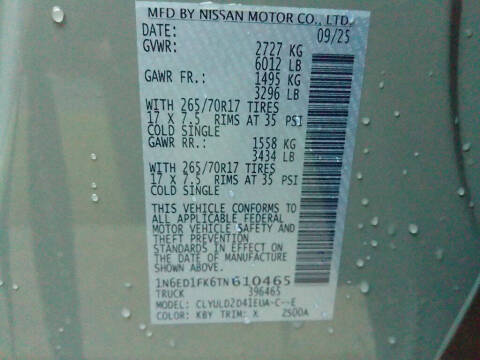 MFD BY NISSAN MOTOR CO., LTD.
DATE: 09/25
GVWR: 2727 KG
6012 LB
GAWR FR.: 1495 KG
3296 LB
WITH 265/70R17 TIRES
17 X 7.5 RIMS AT 35 PSI
COLD SINGLE
GAWR RR.: 1558 KG
3434 LB
WITH 265/70R17 TIRES
17 X 7.5 RIMS AT 35 PSI
COLD SINGLE
THIS VEHICLE CONFORMS TO
ALL APPLICABLE FEDERAL
MOTOR VEHICLE SAFETY AND
THEFT PREVENTION
STANDARDS IN EFFECT ON
THE DATE OF MANUFACTURE
SHOWN ABOVE.
1N6ED1FK6TN610465
TRUCK 396465
MODEL: CLYULD2D41EUA-C--E
COLOR: KBY TRIM: X 2S00A